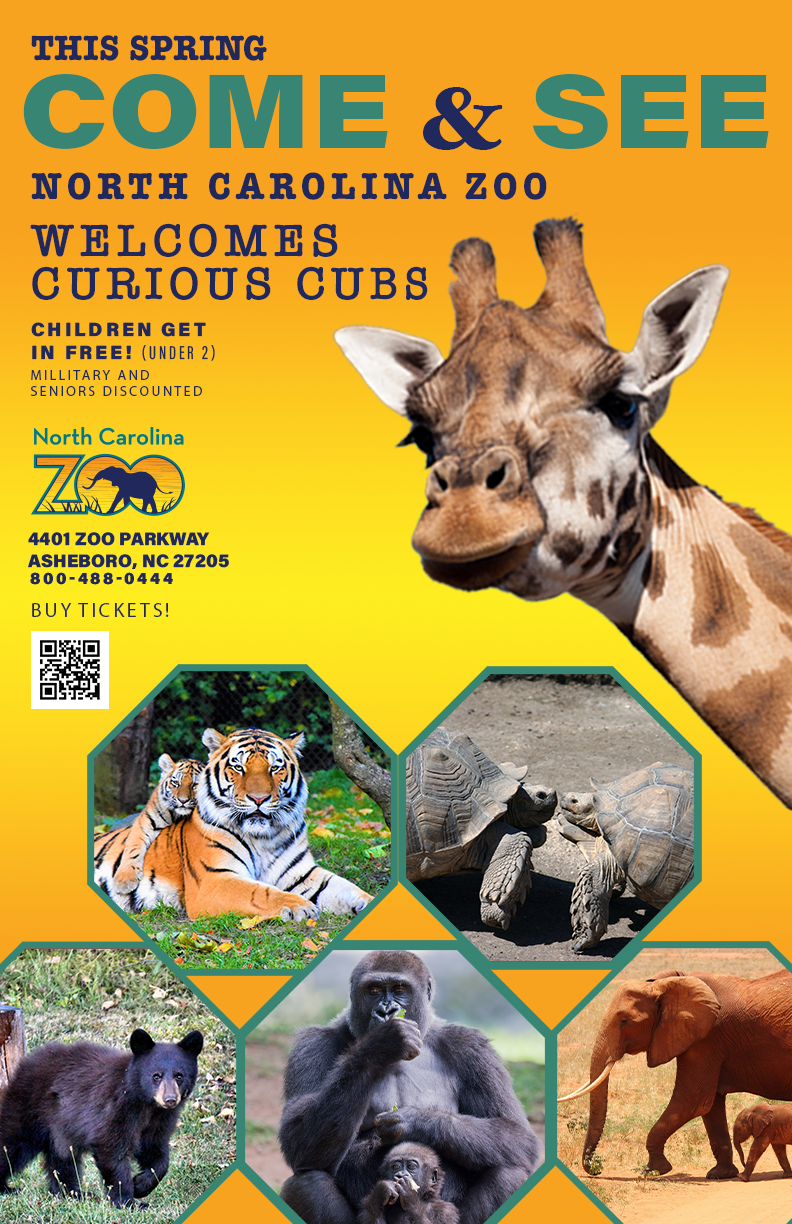 THIS SPRING
COME & SEE
NORTH CAROLINA ZOO
WELCOMES
CURIOUS CUBS
CHILDREN GET
IN FREE! (UNDER 2)
MILLITARY AND
SENIORS DISCOUNTED
North Carolina
ZOO
4401 ZOO PARKWAY
ASHEBORO, NC 27205
800-488-0444
BUY TICKETS!